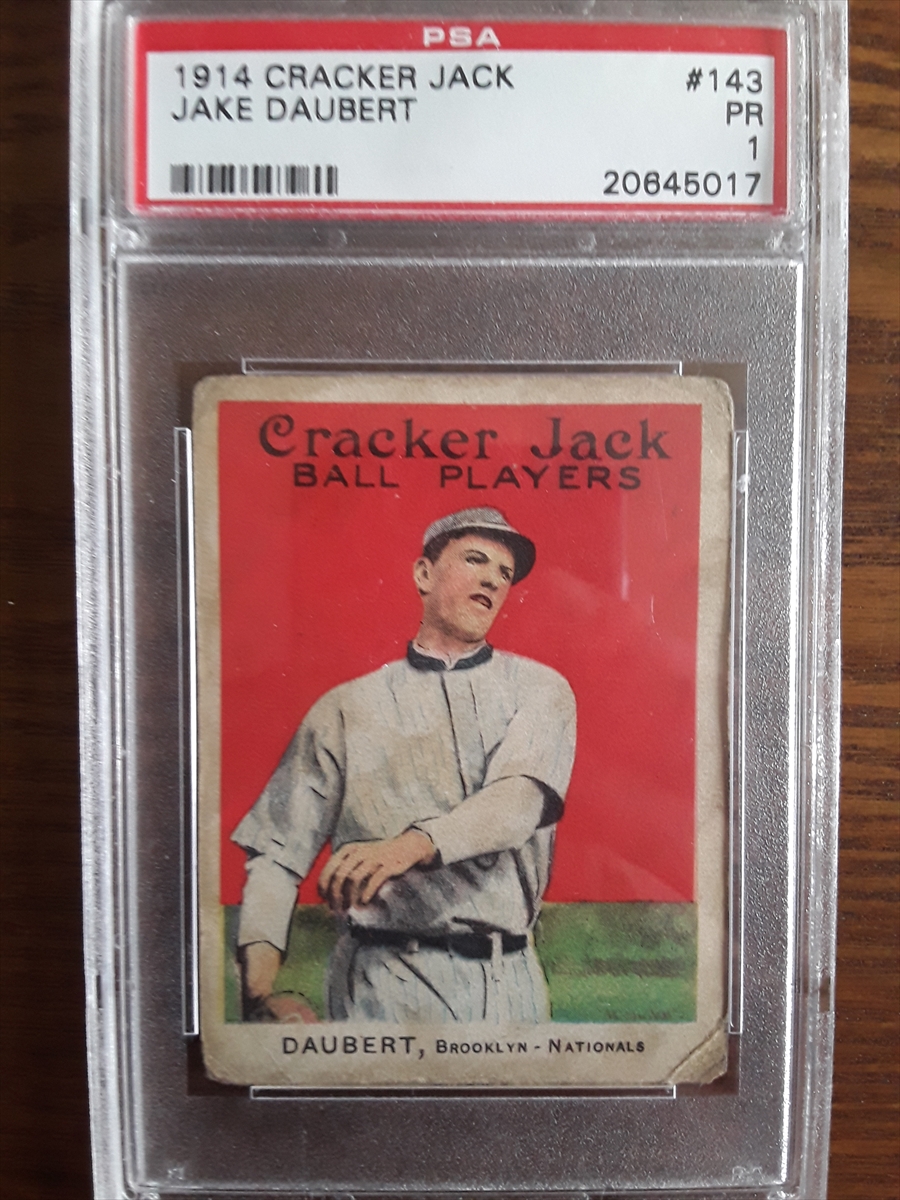 PSA
1914 CRACKER JACK #143
JAKE DAUBERT PR
1
20645017
Cracker Jack
BALL PLAYERS
DAUBERT, BROOKLYN - NATIONALS